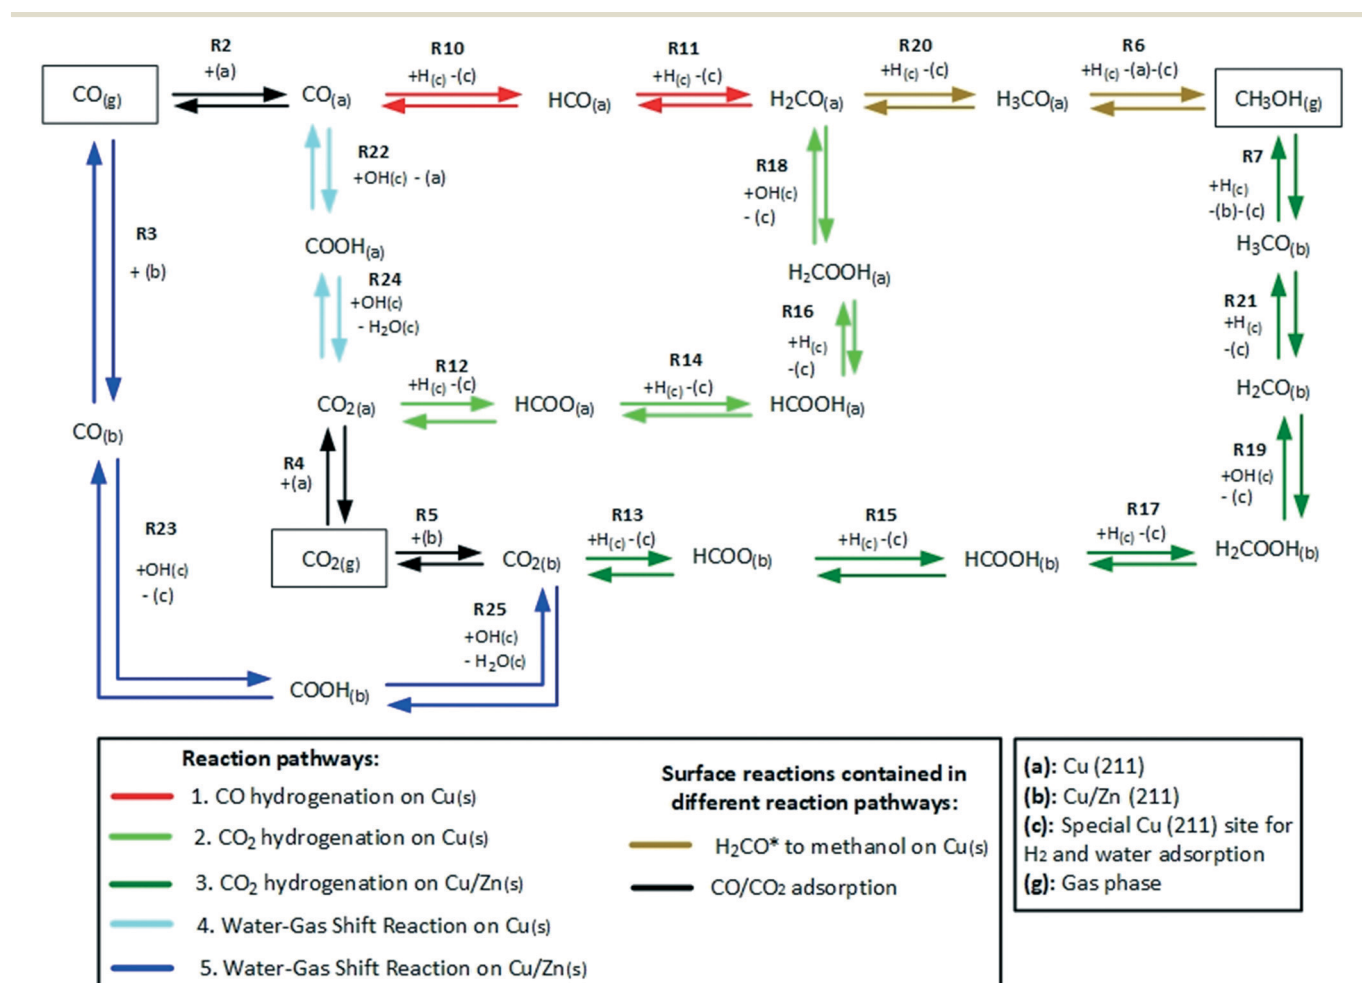 R2
+(a)
R10
+H(c) -(c)
R11
+H(c) -(c)
R20
+H(c) -(c)
R6
+H(c) -(a)-(c)
CO(g)
CO(a)
HCO(a)
H2CO(a)
H3CO(a)
CH3OH(g)
R22
+OH(c) - (a)
R18
+OH(c)
- (c)
R7
+H(c)
-(b)-(c)
R3
+ (b)
COOH(a)
H2COOH(a)
H3CO(b)
R24
+OH(c)
- H2O(c)
R16
+H(c)
-(c)
R21
+H(c)
-(c)
R12
+H(c) -(c)
R14
+H(c) -(c)
CO2(a)
HCOO(a)
HCOOH(a)
H2CO(b)
CO(b)
R4
+(a)
R19
+OH(c)
- (c)
R23
+OH(c)
- (c)
R5
+(b)
R13
+H(c) -(c)
R15
+H(c) -(c)
R17
+H(c) -(c)
CO2(g)
CO2(b)
HCOO(b)
HCOOH(b)
H2COOH(b)
R25
+OH(c)
- H2O(c)
COOH(b)
Reaction pathways:
1. CO hydrogenation on Cu(s)
2. CO2 hydrogenation on Cu(s)
3. CO2 hydrogenation on Cu/Zn(s)
4. Water-Gas Shift Reaction on Cu(s)
5. Water-Gas Shift Reaction on Cu/Zn(s)
Surface reactions contained in
different reaction pathways:
H2CO* to methanol on Cu(s)
CO/CO2 adsorption
(a): Cu (211)
(b): Cu/Zn (211)
(c): Special Cu (211) site for
H2 and water adsorption
(g): Gas phase